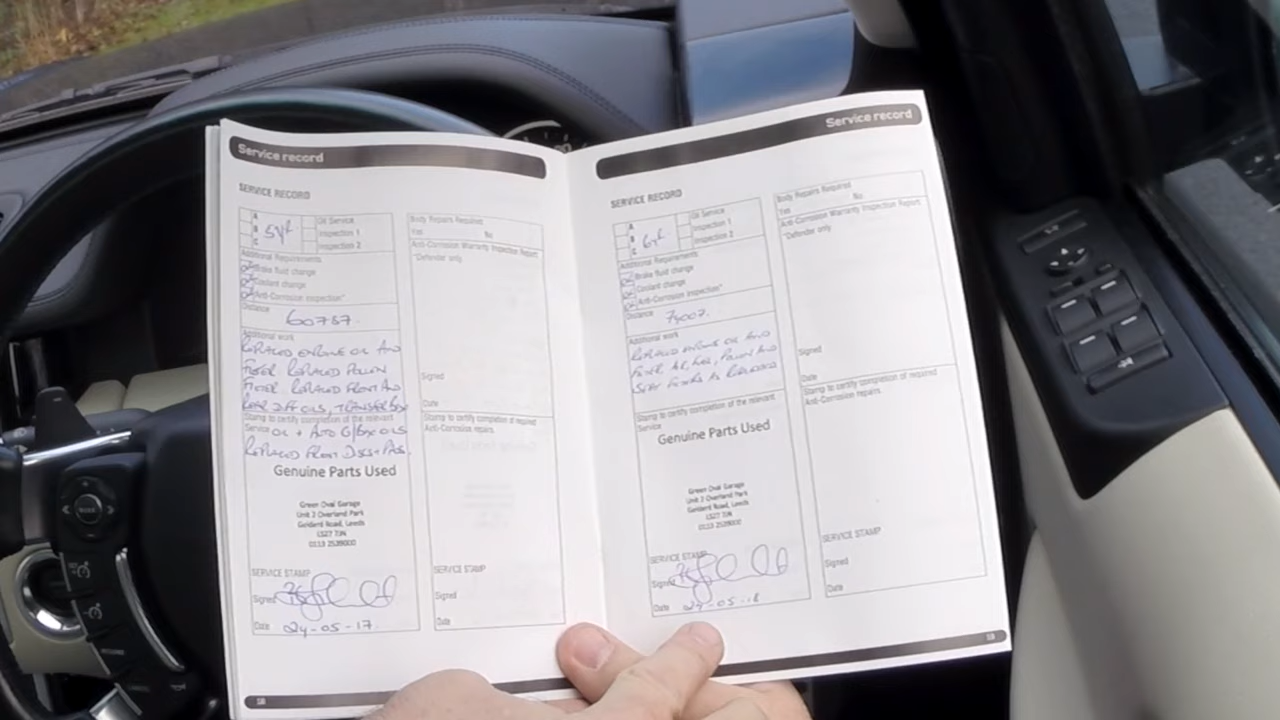 Service record
SERVICE RECORD
A
B
C
5yr
Oil Service
Inspection 1
Inspection 2
Additional Requirements
Brake fluid change
Coolant change
Anti-Corrosion inspection*
Distance
60787.
Additional work
REPLACED ENGINE OIL AND
FILTER REPLACED POLLEN
FILTER REPLACED FRONT AND
REAR DIFF OILS, TRANSFER BOX
Stamp to certify completion of the relevant
Service
OIL + AUTO G/BOX OILS
REPLACED FRONT DISCS + PADS.
Genuine Parts Used
Green Oval Garage
Unit 2 Overland Park
Gelderd Road, Leeds
LS27 7JN
0113 2539000
SERVICE STAMP
Signed
Date 24-05-17.
Body Repairs Required
Yes No
Anti-Corrosion Warranty Inspection Report
*Defender only
Signed
Date
Stamp to certify completion of required
Anti-Corrosion repairs.
SERVICE STAMP
Signed
Date
18
Service record
SERVICE RECORD
A
B
C
6yr
Oil Service
Inspection 1
Inspection 2
Additional Requirements
Brake fluid change
Coolant change
Anti-Corrosion inspection*
Distance
Additional work
REPLACED ENGINE OIL AND
FILTER AIR, FUEL, POLLEN AND
Stamp to certify completion of the relevant
Service
Genuine Parts Used
Green Oval Garage
Unit 2 Overland Park
Gelderd Road, Leeds
LS27 7JN
0113 2539000
SERVICE STAMP
Signed
Date 24-05-18
Body Repairs Required
Yes No
Anti-Corrosion Warranty Inspection Report
*Defender only
Signed
Date
Stamp to certify completion of required
Anti-Corrosion repairs.
SERVICE STAMP
Signed
Date
19